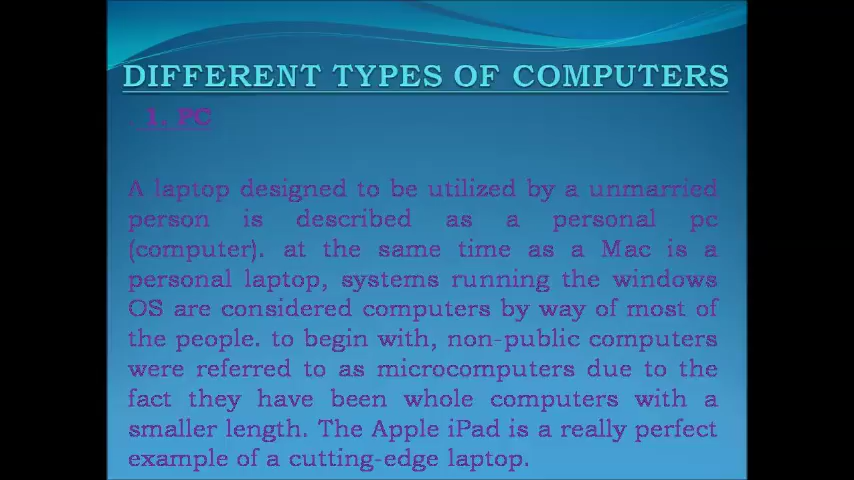 DIFFERENT TYPES OF COMPUTERS
1. PC
A laptop designed to be utilized by a unmarried
person is described as a personal pc
(computer). at the same time as a Mac is a
personal laptop, systems running the windows
OS are considered computers by way of most of
the people. to begin with, non-public computers
were referred to as microcomputers due to the
fact they have been whole computers with a
smaller length. The Apple iPad is a really perfect
example of a cutting-edge laptop.